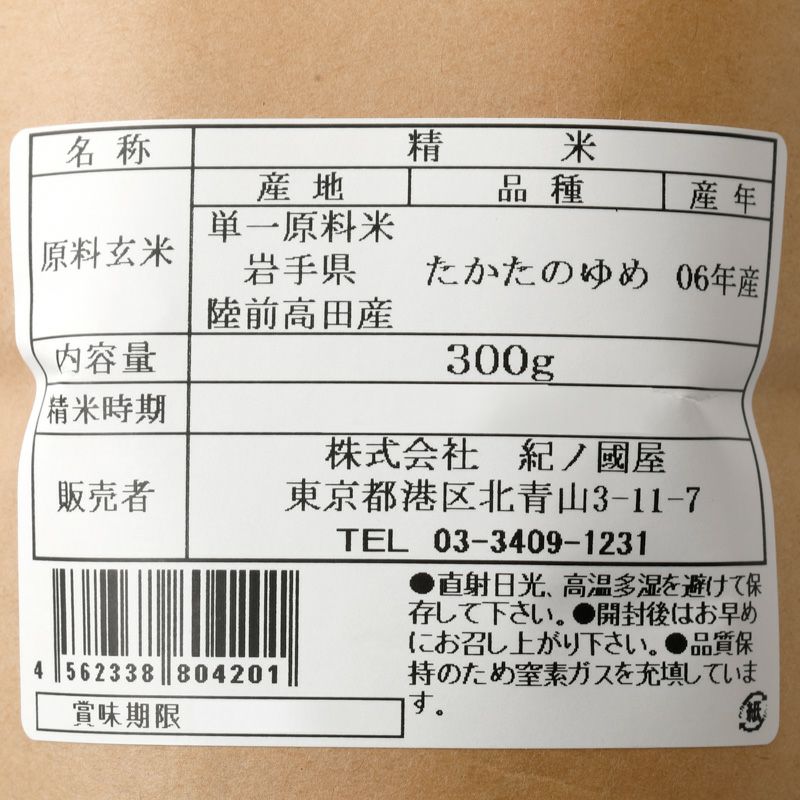 名称 精米
産地 品種 産年
原料玄米
単一原料米
岩手県 たかたのゆめ 06年産
陸前高田産
内容量 300g
精米時期
販売者
株式会社 紀ノ國屋
東京都港区北青山3-11-7
TEL 03-3409-1231
●直射日光、高温多湿を避けて保
存して下さい。●開封後はお早め
にお召し上がり下さい。●品質保
持のため窒素ガスを充填していま
す。
4 562338 804201
賞味期限
紙